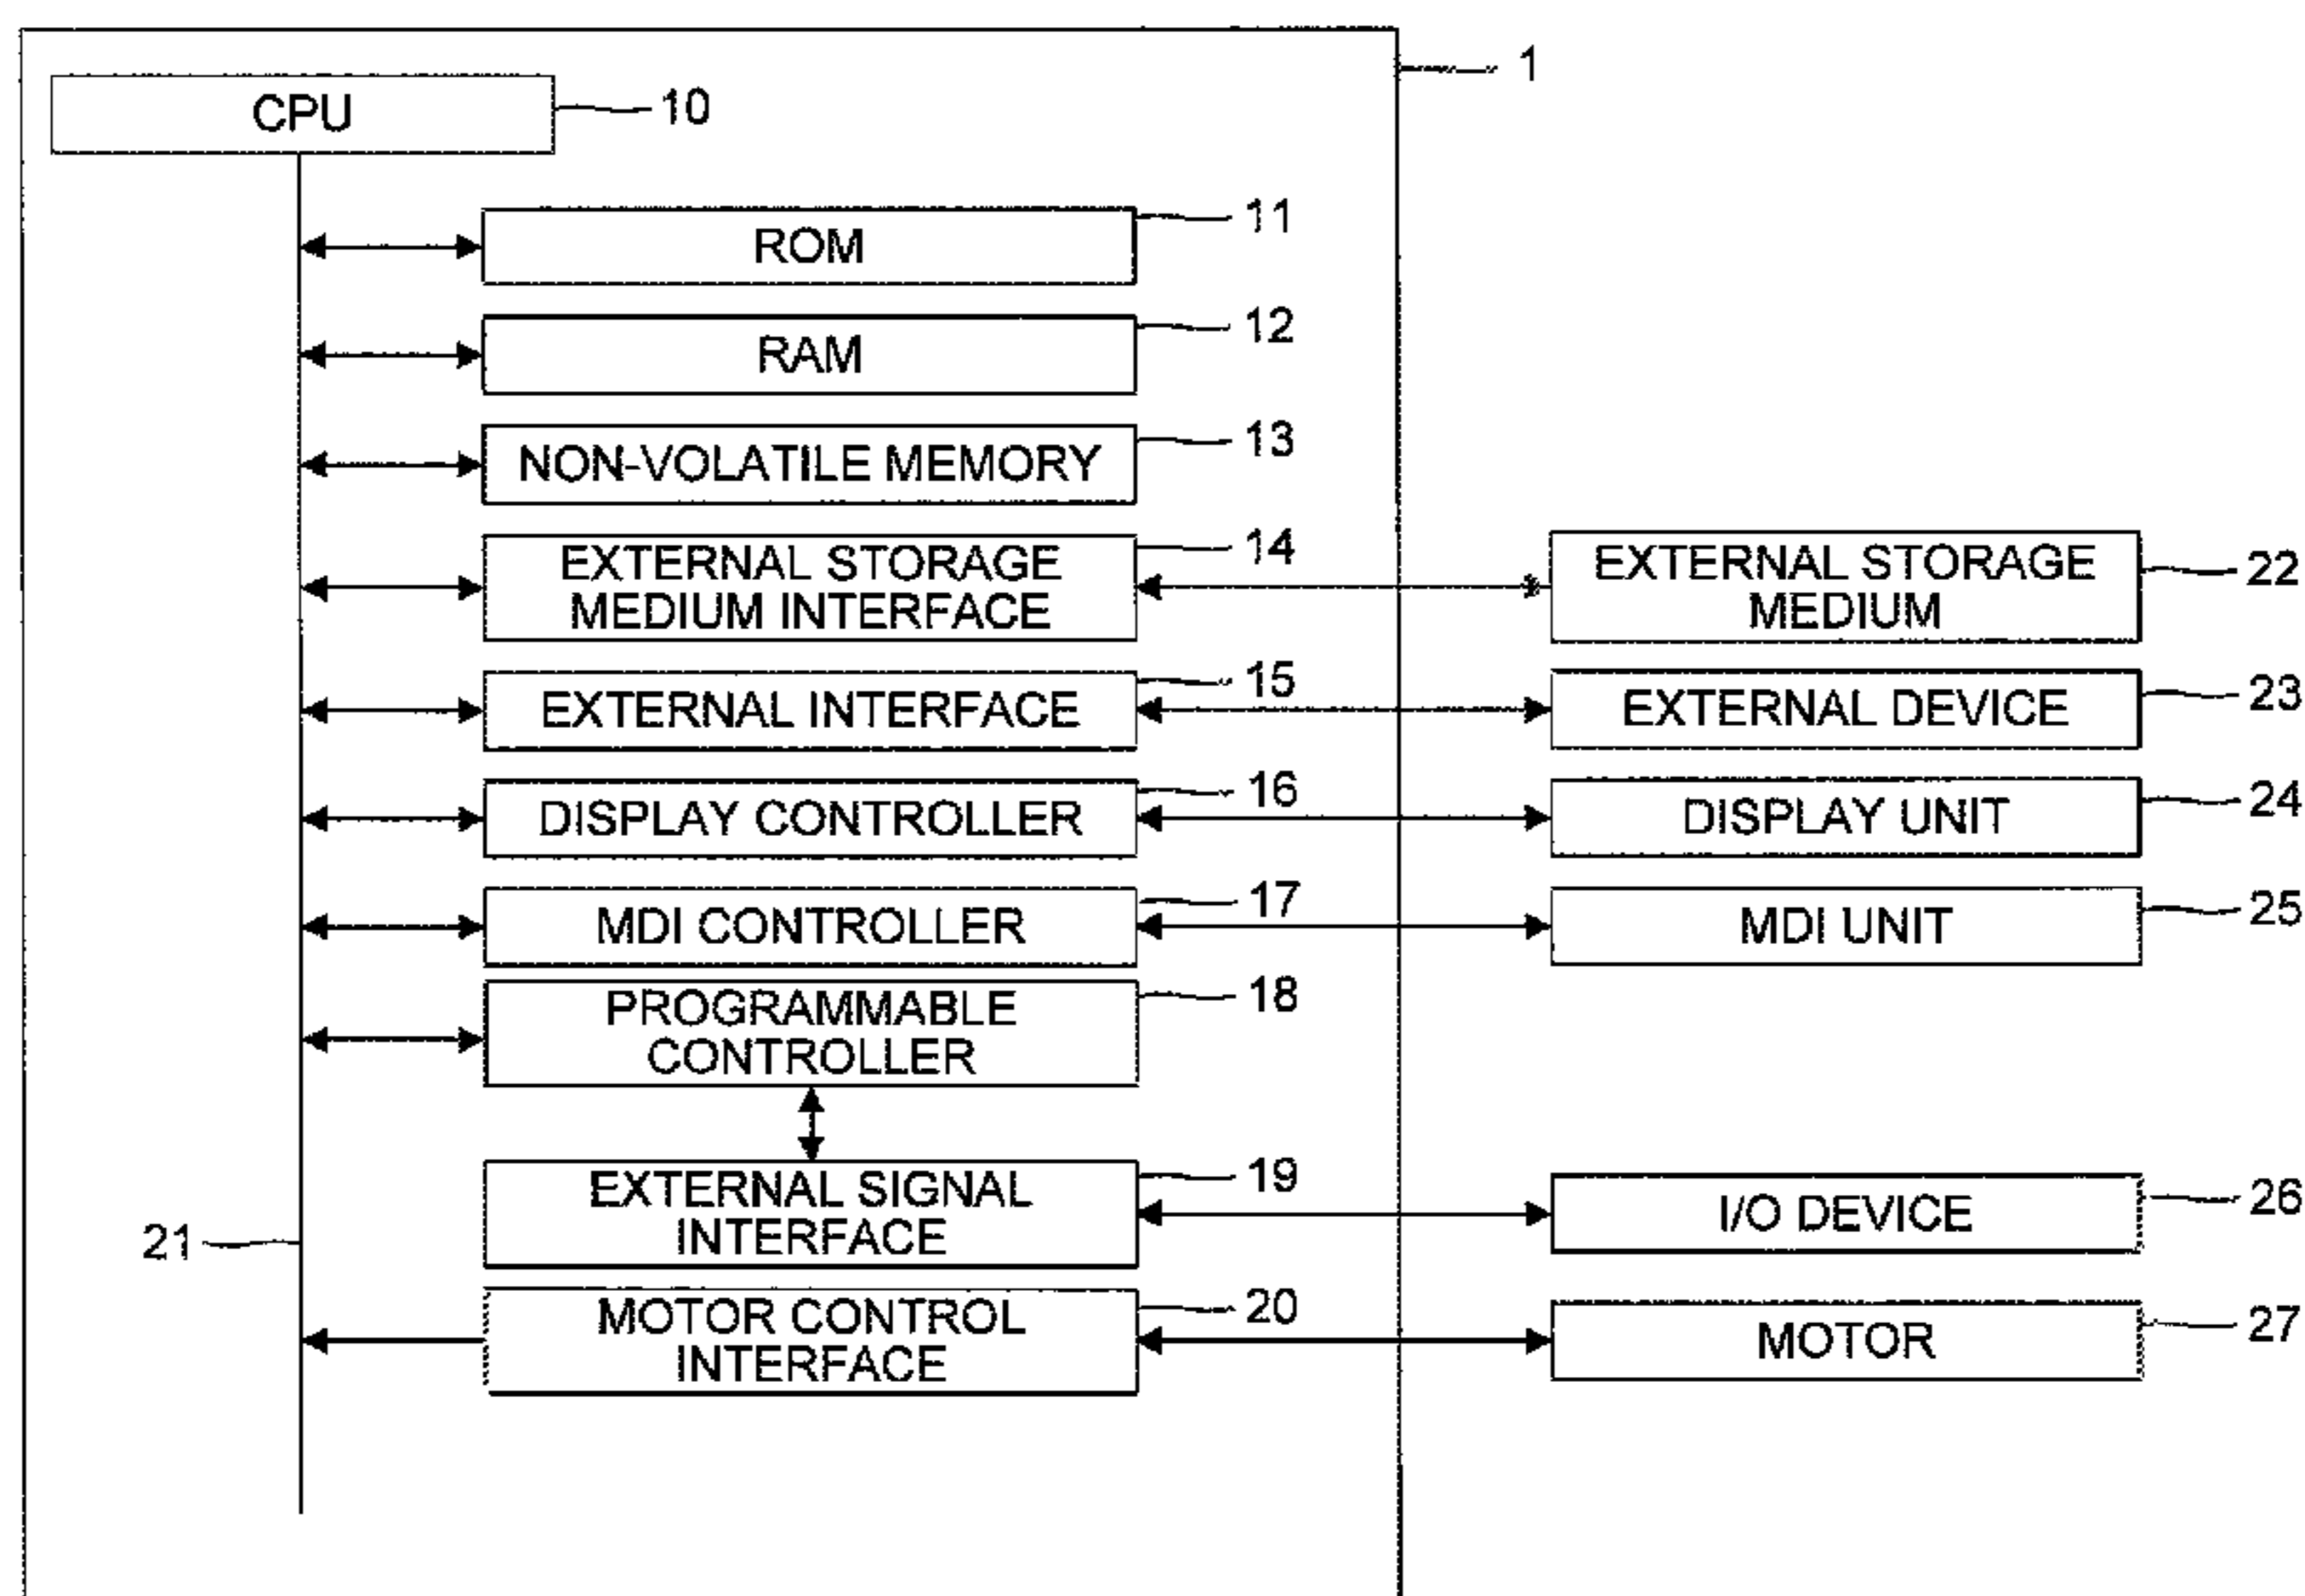 1
CPU
10
ROM
11
RAM
12
NON-VOLATILE MEMORY
13
EXTERNAL STORAGE
MEDIUM INTERFACE
14
EXTERNAL STORAGE
MEDIUM
22
EXTERNAL INTERFACE
15
EXTERNAL DEVICE
23
DISPLAY CONTROLLER
16
DISPLAY UNIT
24
MDI CONTROLLER
17
MDI UNIT
25
PROGRAMMABLE
CONTROLLER
18
EXTERNAL SIGNAL
INTERFACE
19
I/O DEVICE
26
21
MOTOR CONTROL
INTERFACE
20
MOTOR
27